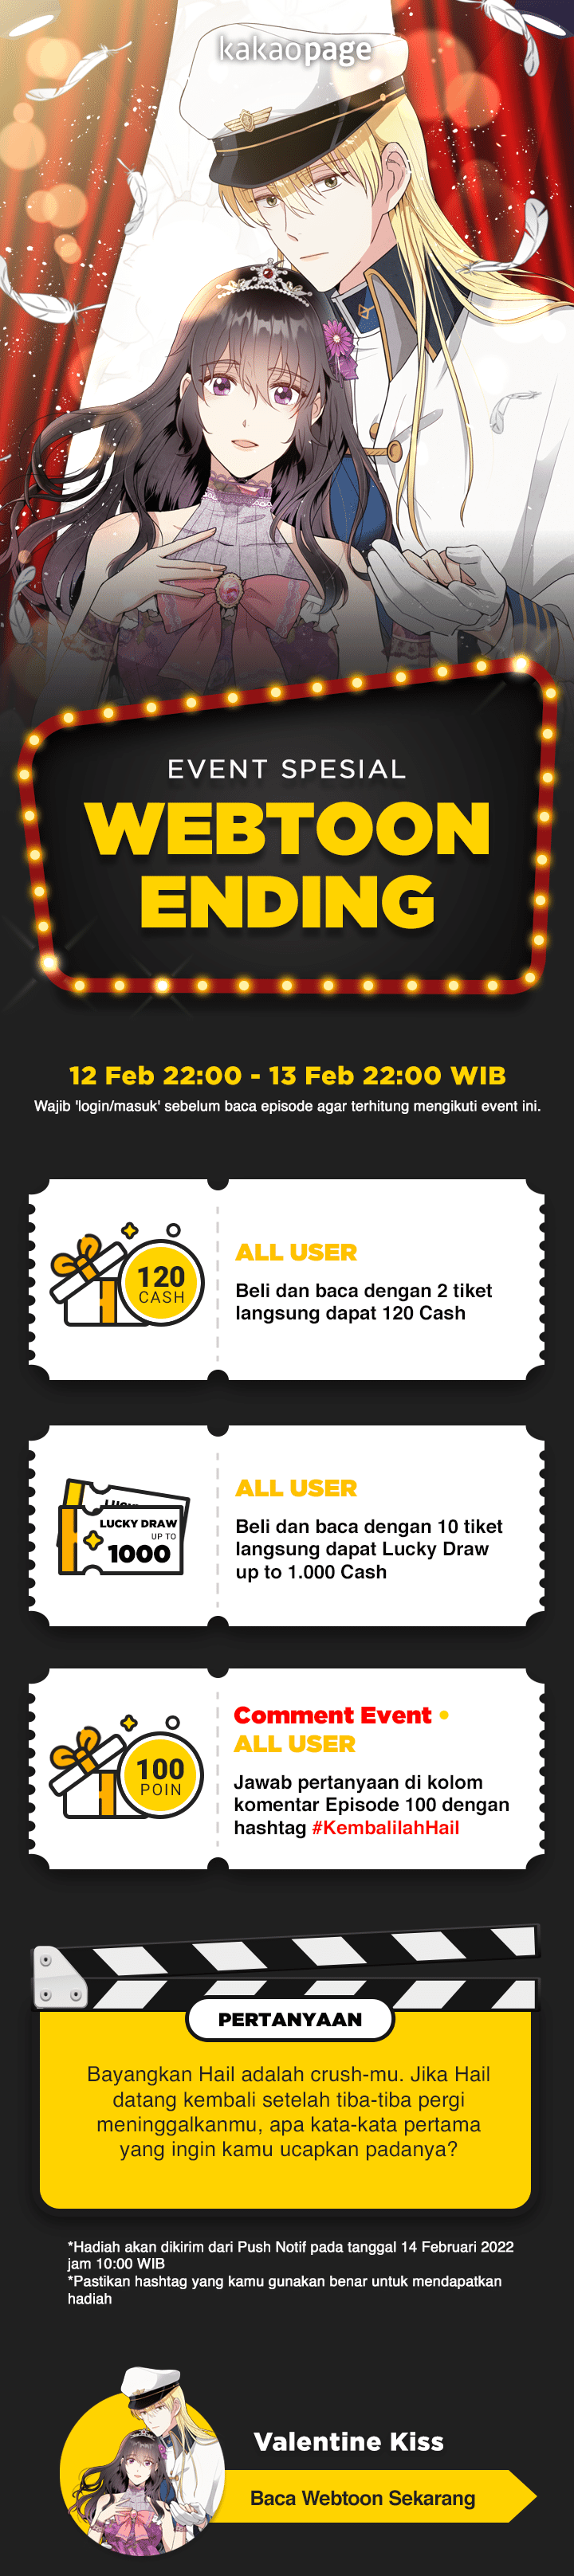 kakaopage
EVENT SPESIAL
WEBTOON
ENDING
12 Feb 22:00 - 13 Feb 22:00 WIB
Wajib 'login/masuk' sebelum baca episode agar terhitung mengikuti event ini.
120
CASH
ALL USER
Beli dan baca dengan 2 tiket
langsung dapat 120 Cash
LUCKY DRAW
UP TO
1000
ALL USER
Beli dan baca dengan 10 tiket
langsung dapat Lucky Draw
up to 1.000 Cash
100
POIN
Comment Event •
ALL USER
Jawab pertanyaan di kolom
komentar Episode 100 dengan
hashtag #KembalilahHail
PERTANYAAN
Bayangkan Hail adalah crush-mu. Jika Hail
datang kembali setelah tiba-tiba pergi
meninggalkanmu, apa kata-kata pertama
yang ingin kamu ucapkan padanya?
*Hadiah akan dikirim dari Push Notif pada tanggal 14 Februari 2022
jam 10:00 WIB
*Pastikan hashtag yang kamu gunakan benar untuk mendapatkan
hadiah
Valentine Kiss
Baca Webtoon Sekarang